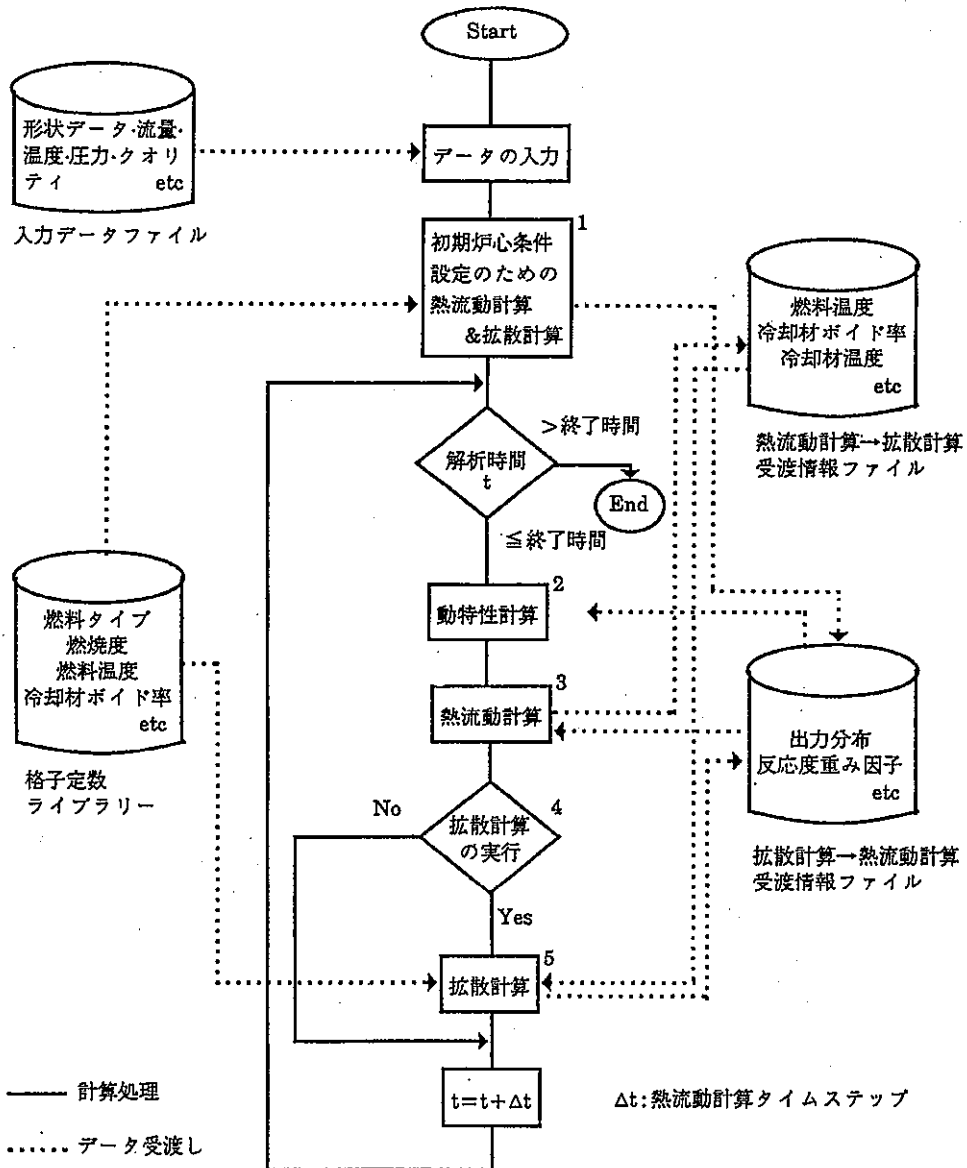 Start
形状データ·流量·
温度·圧力·クオリ
ティ etc
入力データファイル
データの入力
1
初期炉心条件
設定のための
熱流動計算
&拡散計算
燃料温度
冷却材ボイド率
冷却材温度
etc
熱流動計算→拡散計算
受渡情報ファイル
解析時間
t
>終了時間
End
≦終了時間
燃料タイプ
燃焼度
燃料温度
冷却材ボイド率
etc
格子定数
ライブラリー
2
動特性計算
3
熱流動計算
出力分布
反応度重み因子
etc
拡散計算→熱流動計算
受渡情報ファイル
4
拡散計算
の実行
No
Yes
5
拡散計算
t=t+Δt
Δt:熱流動計算タイムステップ
計算処理
データ受渡し